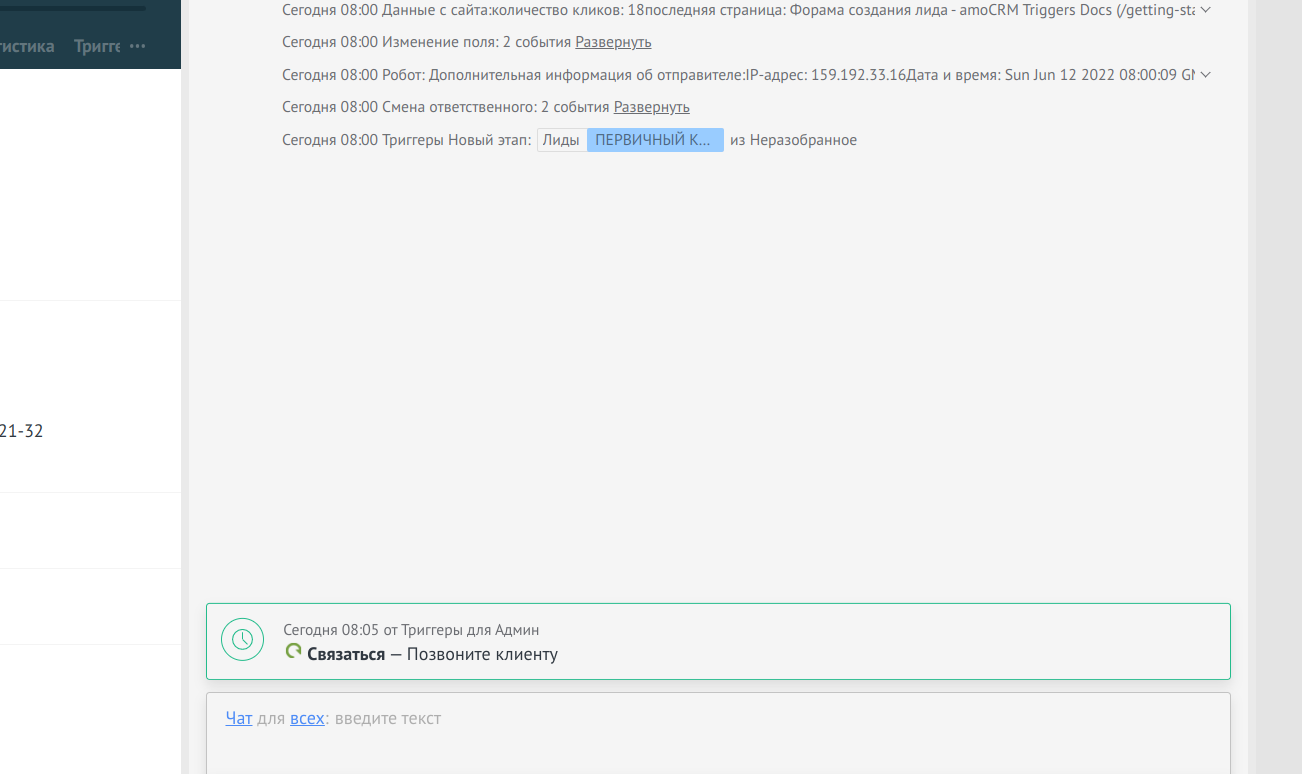 Сегодня 08:00 Данные с сайта:количество кликов: 18последняя страница: Форама создания лида - amoCRM Triggers Docs (/getting-sta
тистика Тригге ···
Сегодня 08:00 Изменение поля: 2 события Развернуть
Сегодня 08:00 Робот: Дополнительная информация об отправителе:IP-адрес: 159.192.33.16Дата и время: Sun Jun 12 2022 08:00:09 GM
Сегодня 08:00 Смена ответственного: 2 события Развернуть
Сегодня 08:00 Триггеры Новый этап: Лиды ПЕРВИЧНЫЙ К... из Неразобранное
21-32
Сегодня 08:05 от Триггеры для Админ
Связаться — Позвоните клиенту
Чат для всех: введите текст